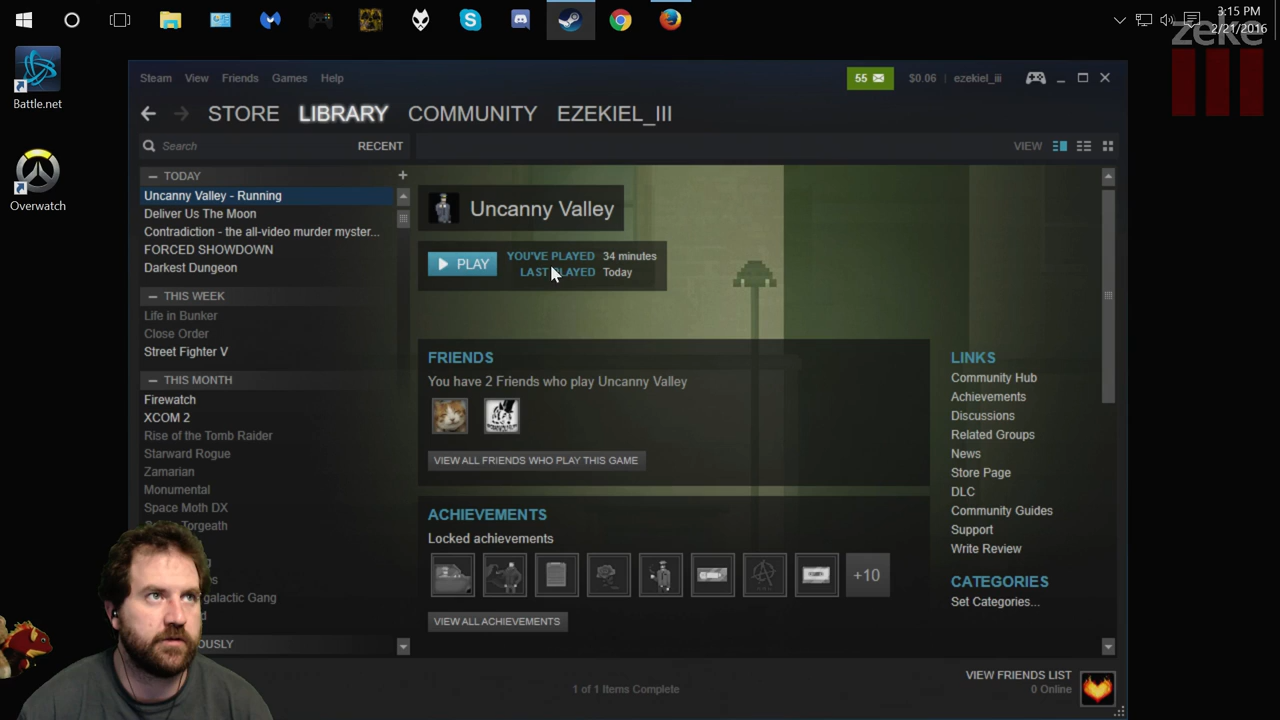 3:15 PM
2/21/2016
zeke
Battle.net
Overwatch
Steam View Friends Games Help
55
$0.06
ezekiel_iii
STORE LIBRARY COMMUNITY EZEKIEL_III
Search
RECENT
VIEW
TODAY
Uncanny Valley - Running
Deliver Us The Moon
Contradiction - the all-video murder myster...
FORCED SHOWDOWN
Darkest Dungeon
THIS WEEK
Life in Bunker
Close Order
Street Fighter V
THIS MONTH
Firewatch
XCOM 2
Rise of the Tomb Raider
Starward Rogue
Zamarian
Monumental
Space Moth DX
Torgeath
galactic Gang
OUSLY
Uncanny Valley
PLAY
YOU'VE PLAYED 34 minutes
LAST PLAYED Today
FRIENDS
You have 2 Friends who play Uncanny Valley
VIEW ALL FRIENDS WHO PLAY THIS GAME
ACHIEVEMENTS
Locked achievements
+10
VIEW ALL ACHIEVEMENTS
LINKS
Community Hub
Achievements
Discussions
Related Groups
News
Store Page
DLC
Community Guides
Support
Write Review
CATEGORIES
Set Categories...
1 of 1 Items Complete
VIEW FRIENDS LIST
0 Online